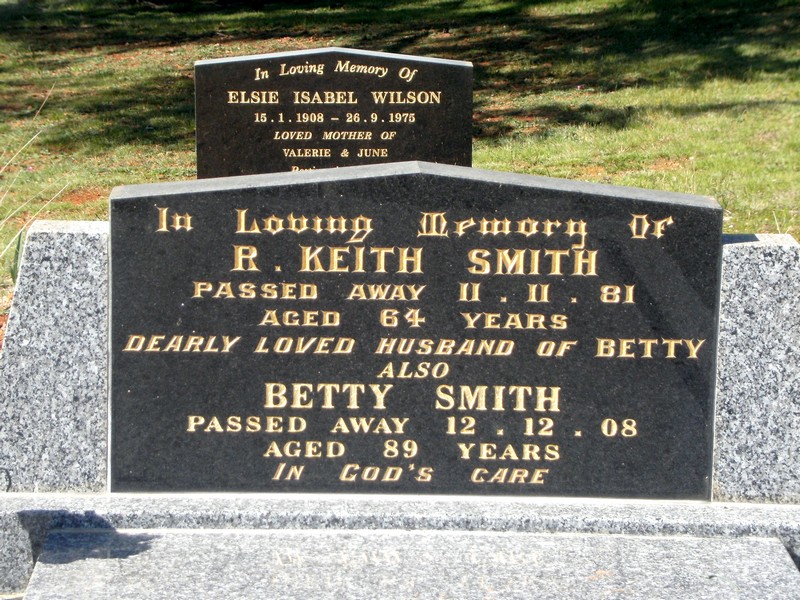 In Loving Memory Of
ELSIE ISABEL WILSON
15.1.1908 – 26.9.1975
LOVED MOTHER OF
VALERIE & JUNE
In Loving Memory Of
R. KEITH SMITH
PASSED AWAY 11.11.81
AGED 64 YEARS
DEARLY LOVED HUSBAND OF BETTY
ALSO
BETTY SMITH
PASSED AWAY 12.12.08
AGED 89 YEARS
IN GOD'S CARE